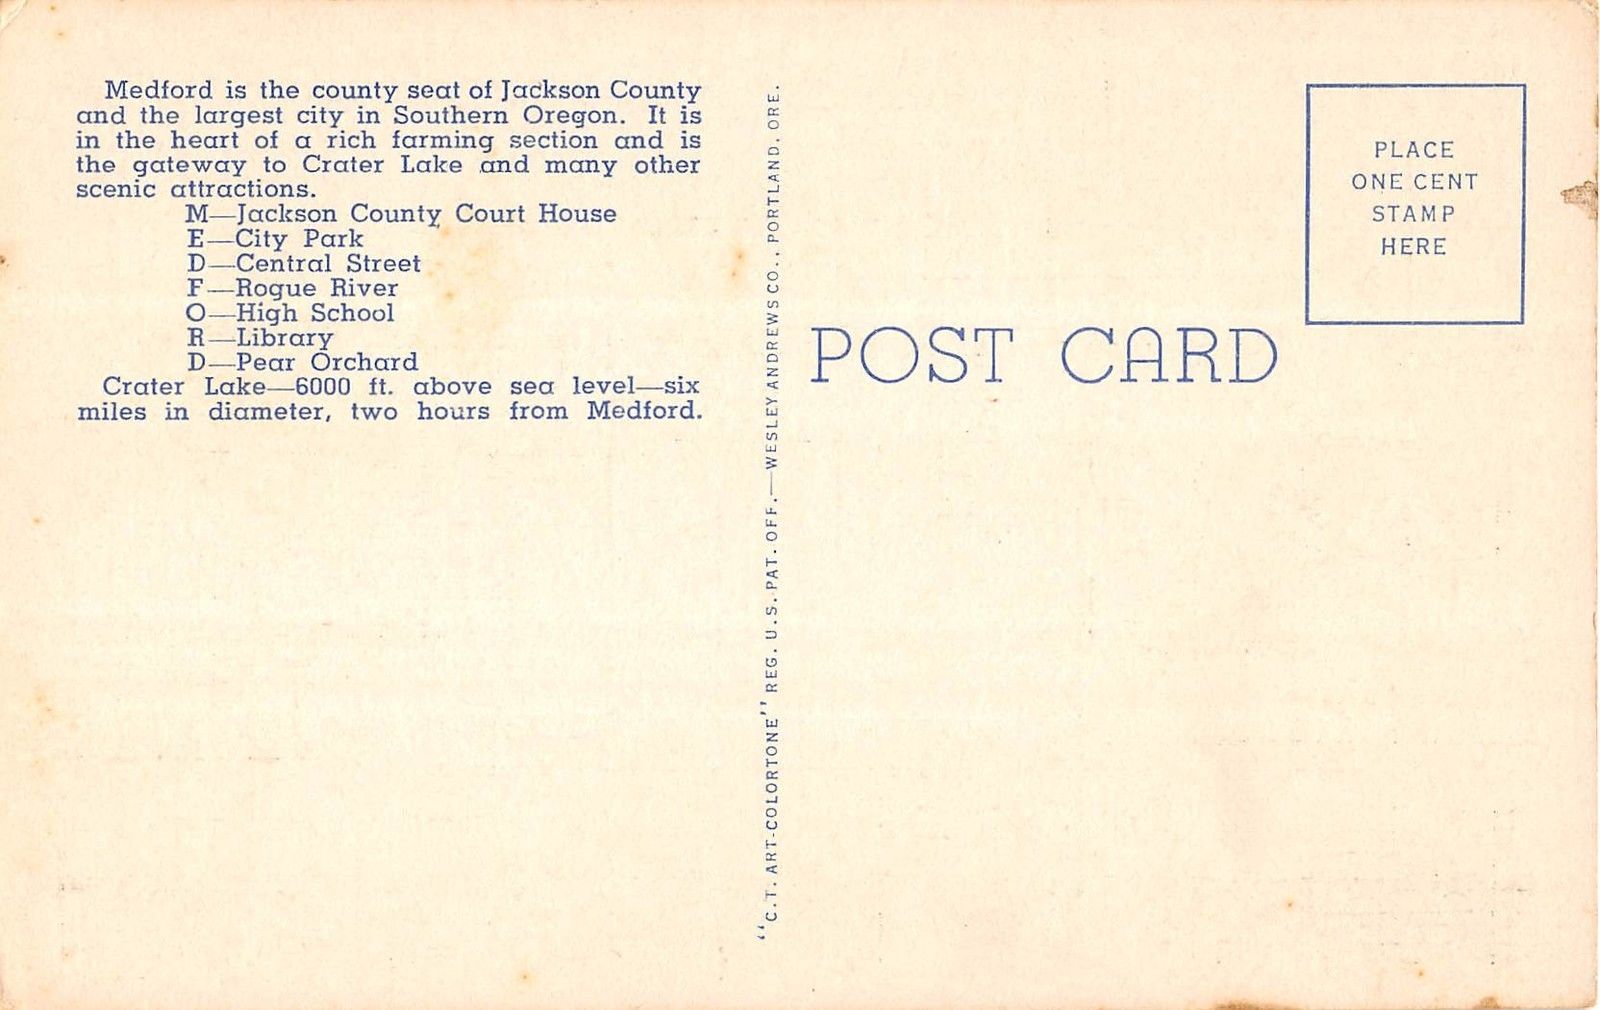 Medford is the county seat of Jackson County
and the largest city in Southern Oregon. It is
in the heart of a rich farming section and is
the gateway to Crater Lake and many other
scenic attractions.
M—Jackson County Court House
E—City Park
D—Central Street
F—Rogue River
O—High School
R—Library
D—Pear Orchard
Crater Lake—6000 ft. above sea level—six
miles in diameter, two hours from Medford.
"C.T. ART-COLORTONE" REG. U.S. PAT. OFF.—WESLEY ANDREWS CO., PORTLAND, ORE.
POST CARD
PLACE
ONE CENT
STAMP
HERE